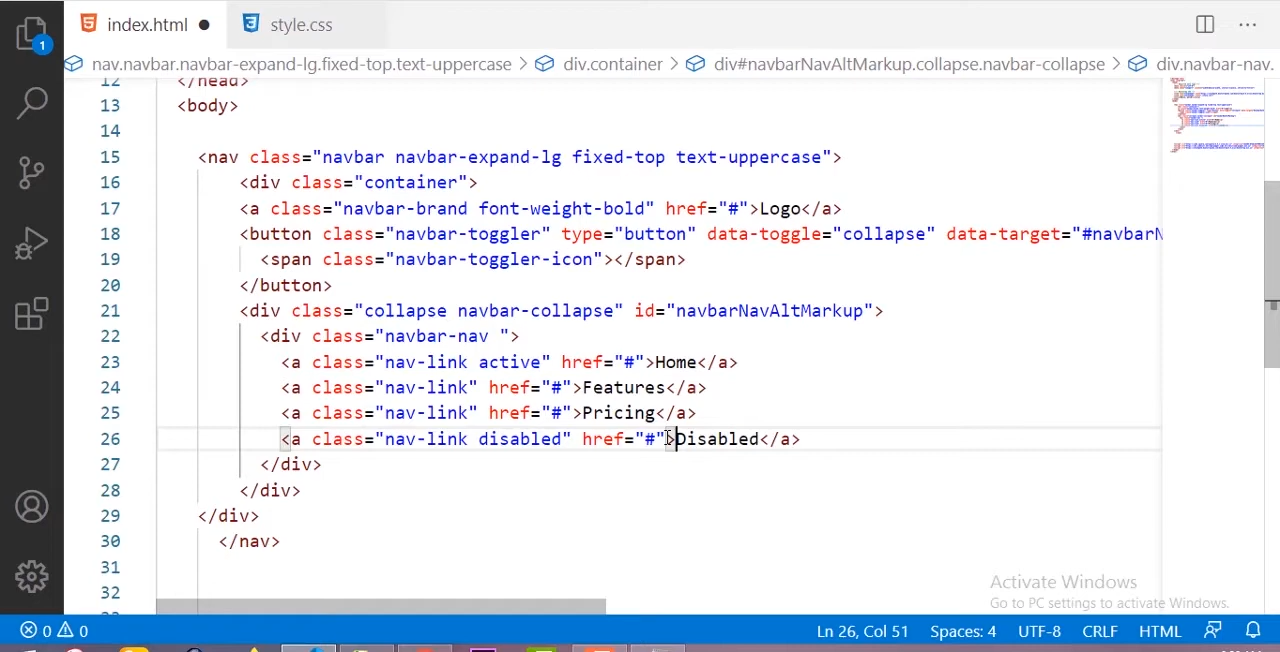 index.html
style.css
nav.navbar.navbar-expand-lg.fixed-top.text-uppercase > div.container > div#navbarNavAltMarkup.collapse.navbar-collapse > div.navbar-nav.
12 </head>
13 <body>
14
15 <nav class="navbar navbar-expand-lg fixed-top text-uppercase">
16 <div class="container">
17 <a class="navbar-brand font-weight-bold" href="#">Logo</a>
18 <button class="navbar-toggler" type="button" data-toggle="collapse" data-target="#navbarN
19 <span class="navbar-toggler-icon"></span>
20 </button>
21 <div class="collapse navbar-collapse" id="navbarNavAltMarkup">
22 <div class="navbar-nav ">
23 <a class="nav-link active" href="#">Home</a>
24 <a class="nav-link" href="#">Features</a>
25 <a class="nav-link" href="#">Pricing</a>
26 <a class="nav-link disabled" href="#">Disabled</a>
27 </div>
28 </div>
29 </div>
30 </nav>
31
32
Activate Windows
Go to PC settings to activate Windows.
0 0 Ln 26, Col 51 Spaces: 4 UTF-8 CRLF HTML